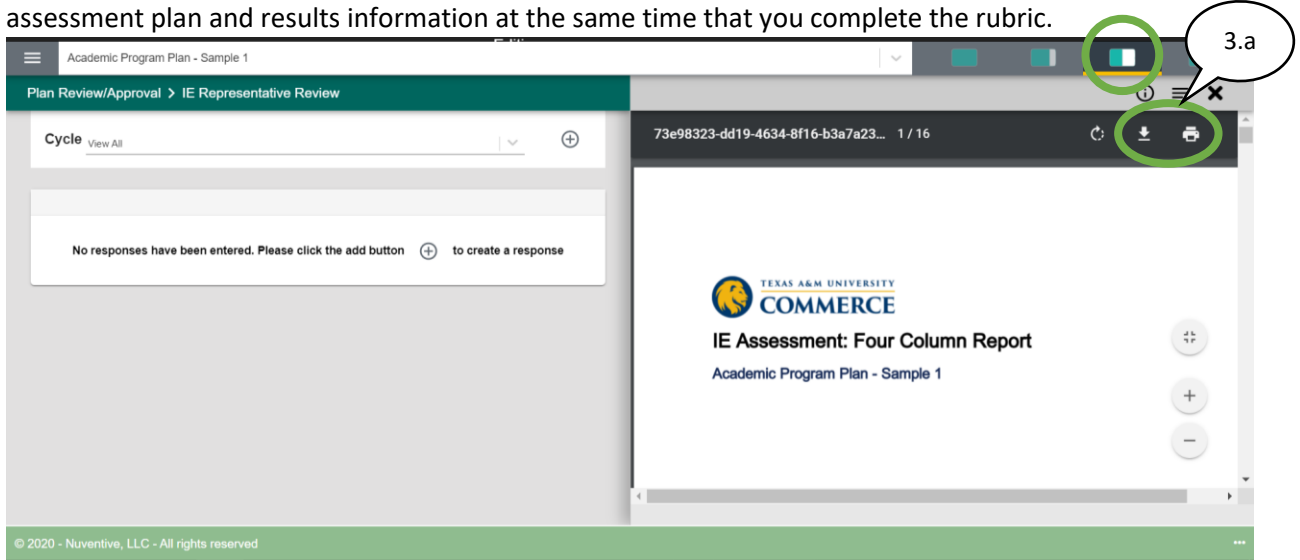 assessment plan and results information at the same time that you complete the rubric.
3.a
Academic Program Plan - Sample 1
Plan Review/Approval > IE Representative Review
Cycle View All
73e98323-dd19-4634-8f16-b3a7a23... 1 / 16
No responses have been entered. Please click the add button to create a response
TEXAS A&M UNIVERSITY
COMMERCE
IE Assessment: Four Column Report
Academic Program Plan - Sample 1
© 2020 - Nuventive, LLC - All rights reserved